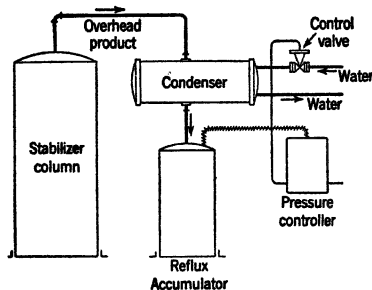 Overhead
product
Control
valve
Condenser
Water
Water
Stabilizer
column
Pressure
controller
Reflux
Accumulator